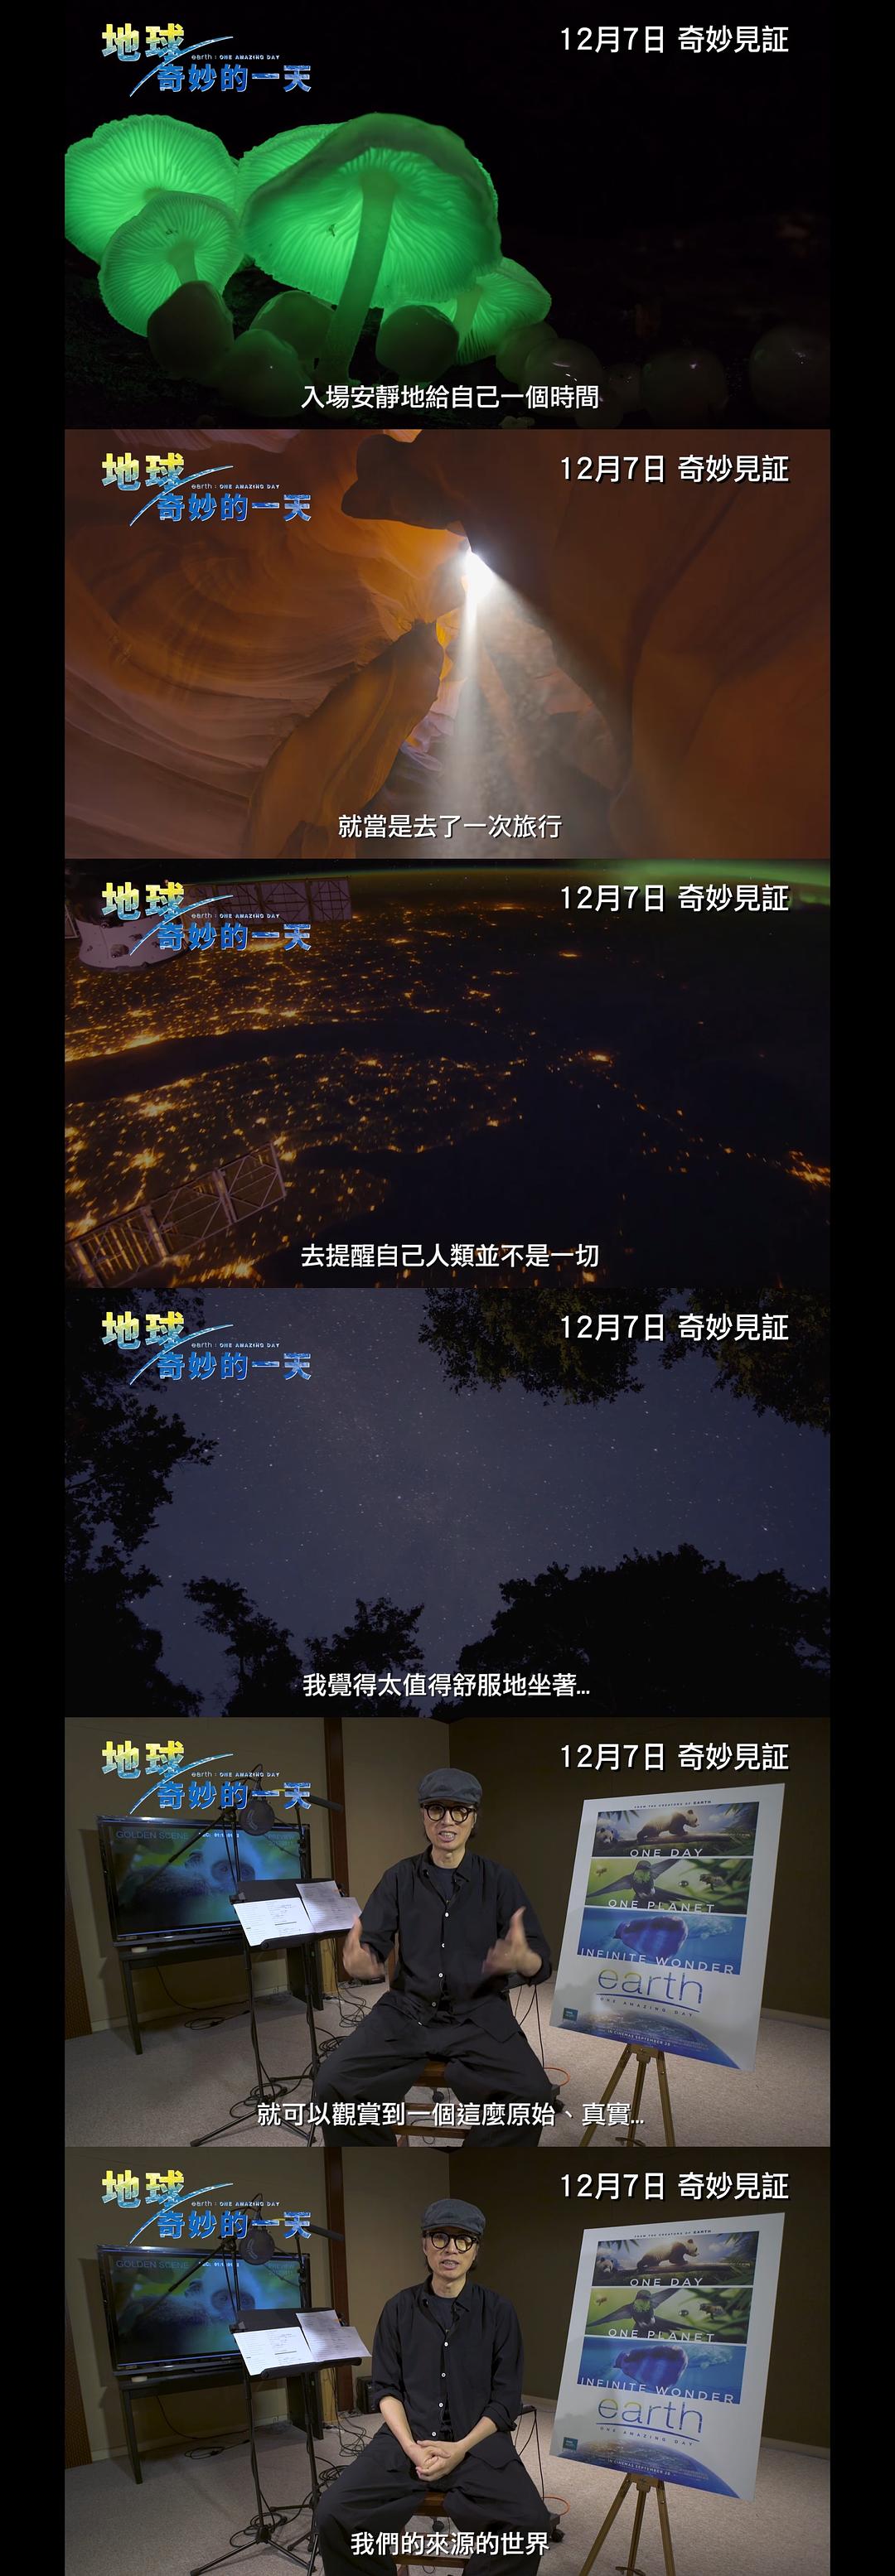 地球
earth : ONE AMAZING DAY
奇妙的一天
12月7日 奇妙見証
入場安靜地給自己一個時間
地球
earth : ONE AMAZING DAY
奇妙的一天
12月7日 奇妙見証
就當是去了一次旅行
地球
earth : ONE AMAZING DAY
奇妙的一天
12月7日 奇妙見証
去提醒自己人類並不是一切
地球
earth : ONE AMAZING DAY
奇妙的一天
12月7日 奇妙見証
我覺得太值得舒服地坐著...
地球
earth : ONE AMAZING DAY
奇妙的一天
12月7日 奇妙見証
GOLDEN SCENE
FROM THE CREATORS OF EARTH
ONE DAY
ONE PLANET
INFINITE WONDER
earth
ONE AMAZING DAY
就可以觀賞到一個這麼原始、真實...
地球
earth : ONE AMAZING DAY
奇妙的一天
12月7日 奇妙見証
GOLDEN SCENE
FROM THE CREATORS OF EARTH
ONE DAY
ONE PLANET
INFINITE WONDER
earth
ONE AMAZING DAY
我們的來源的世界